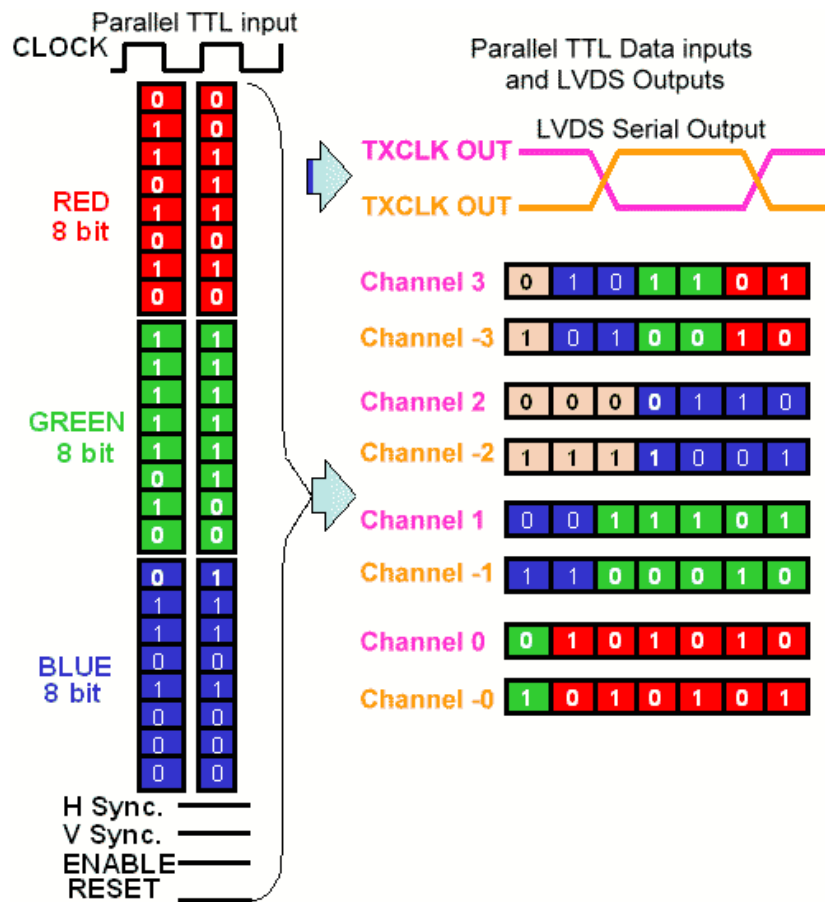 Parallel TTL input
CLOCK
0 0
1 0
1 1
0 1
1 1
0 0
1 1
0 0
RED
8 bit
1 1
1 1
1 1
1 1
1 1
0 1
1 0
0 0
GREEN
8 bit
0 1
1 1
1 1
0 0
1 1
0 0
0 0
0 0
BLUE
8 bit
H Sync.
V Sync.
ENABLE
RESET
Parallel TTL Data inputs
and LVDS Outputs
LVDS Serial Output
TXCLK OUT
TXCLK OUT
Channel 3 0 1 0 1 1 0 1
Channel -3 1 0 1 0 0 1 0
Channel 2 0 0 0 0 1 1 0
Channel -2 1 1 1 1 0 0 1
Channel 1 0 0 1 1 1 0 1
Channel -1 1 1 0 0 0 1 0
Channel 0 0 1 0 1 0 1 0
Channel -0 1 0 1 0 1 0 1